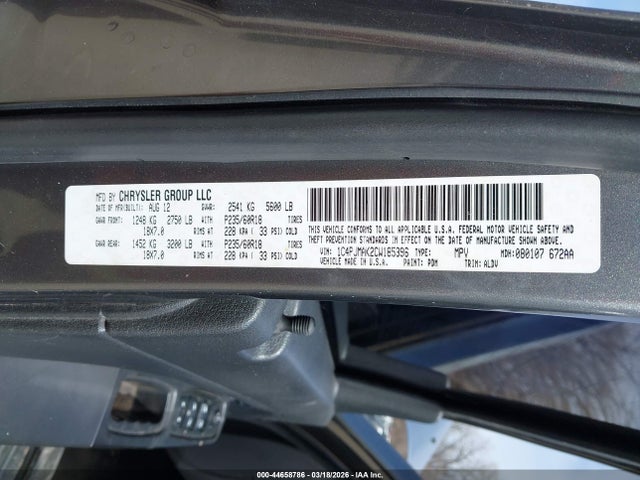 MFD BY CHRYSLER GROUP LLC
DATE OF MFR(BUILT): AUG 12 GVWR: 2541 KG 5600 LB
GAWR FRONT: 1248 KG 2750 LB WITH P235/60R18 TIRES
18X7.0 RIMS AT 228 KPA ( 33 PSI) COLD
GAWR REAR: 1452 KG 3200 LB WITH P235/60R18 TIRES
18X7.0 RIMS AT 228 KPA ( 33 PSI) COLD
THIS VEHICLE CONFORMS TO ALL APPLICABLE U.S.A. FEDERAL MOTOR VEHICLE SAFETY AND
THEFT PREVENTION STANDARDS IN EFFECT ON THE DATE OF MANUFACTURE SHOWN ABOVE.
VIN: 1C4PJMAK2CW185396 TYPE: MPV MDH: 080107 672AA
VEHICLE MADE IN U.S.A. PAINT: PDM TRIM: ALDV
000-44658786 - 03/18/2026 - IAAI.COM